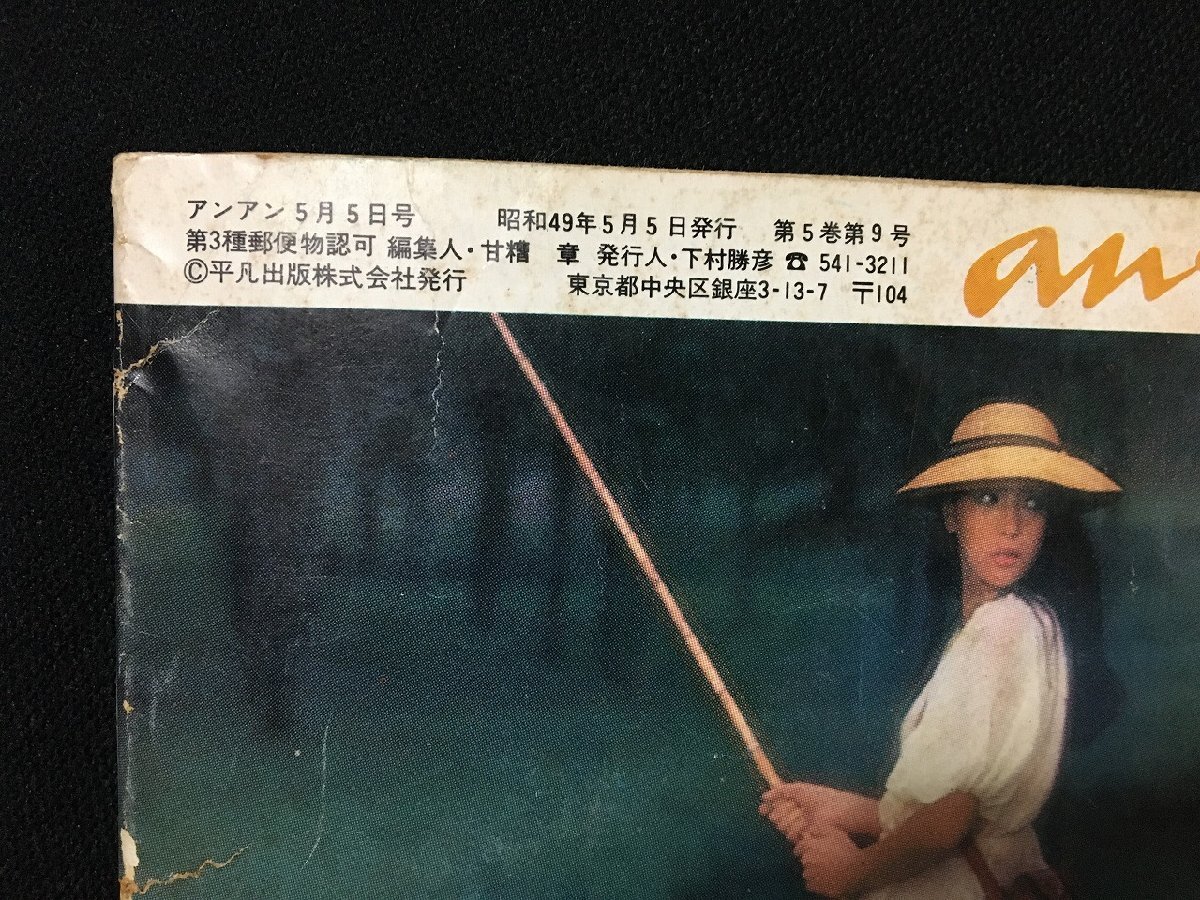 アンアン5月5日号 昭和49年5月5日発行 第5巻第9号
第3種郵便物認可 編集人・甘糟 章 発行人・下村勝彦 ☎ 541-3211
©平凡出版株式会社発行 東京都中央区銀座3-13-7 〒104
an